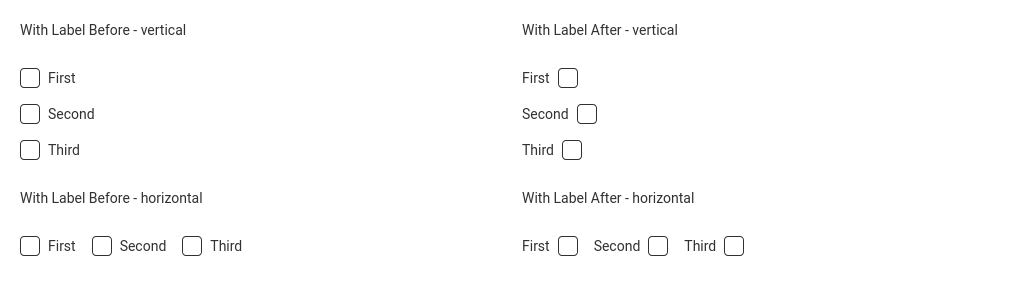 With Label Before - vertical
First
Second
Third
With Label After - vertical
First
Second
Third
With Label Before - horizontal
First Second Third
With Label After - horizontal
First Second Third